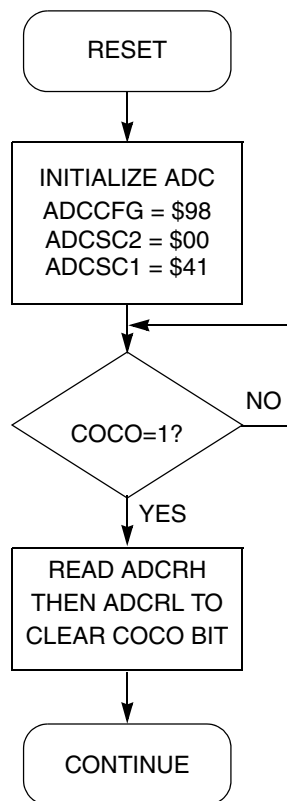 RESET
INITIALIZE ADC
ADCCFG = $98
ADCSC2 = $00
ADCSC1 = $41
COCO=1?
NO
YES
READ ADCRH
THEN ADCRL TO
CLEAR COCO BIT
CONTINUE